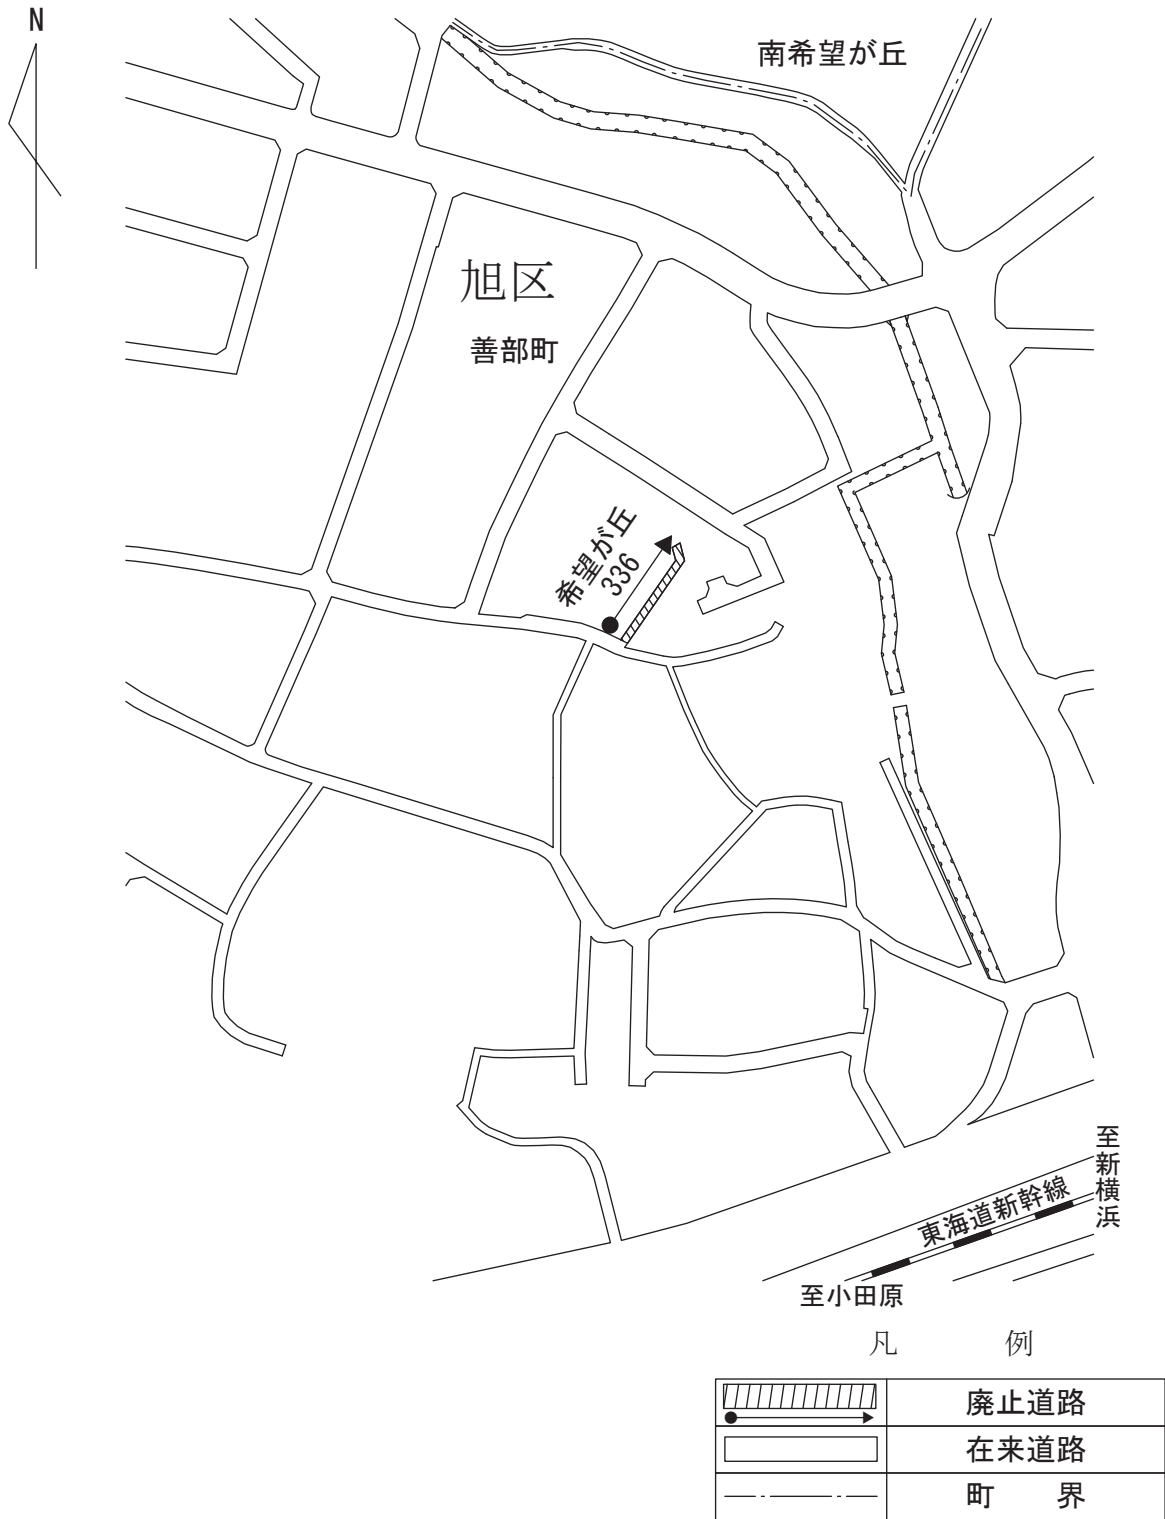 N
南希望が丘
旭区
善部町
希望が丘
336
至新横浜
東海道新幹線
至小田原
凡 例
廃止道路
在来道路
町 界